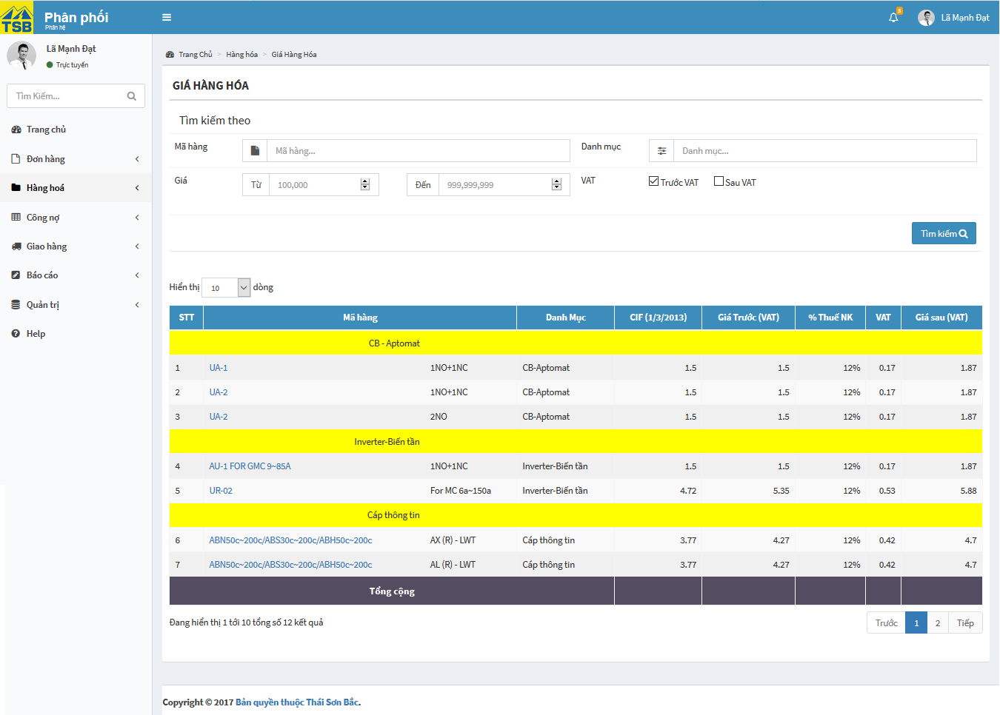 TSB
Phân phối
Phân hệ
5
Lã Mạnh Đạt
Lã Mạnh Đạt
Trực tuyến
Tìm Kiếm...
Trang chủ
Đơn hàng
Hàng hoá
Công nợ
Giao hàng
Báo cáo
Quản trị
Help
Trang Chủ > Hàng hóa > Giá Hàng Hóa
GIÁ HÀNG HÓA
Tìm kiếm theo
Mã hàng Mã hàng... Danh mục Danh mục...
Giá Từ 100,000 Đến 999,999,999 VAT Trước VAT Sau VAT
Tìm kiếm
Hiển thị 10 dòng
STT Mã hàng Danh Mục CIF (1/3/2013) Giá Trước (VAT) % Thuế NK VAT Giá sau (VAT)
CB - Aptomat
1 UA-1 1NO+1NC CB-Aptomat 1.5 1.5 12% 0.17 1.87
2 UA-2 1NO+1NC CB-Aptomat 1.5 1.5 12% 0.17 1.87
3 UA-2 2NO CB-Aptomat 1.5 1.5 12% 0.17 1.87
Inverter-Biến tần
4 AU-1 FOR GMC 9~85A 1NO+1NC Inverter-Biến tần 1.5 1.5 12% 0.17 1.87
5 UR-02 For MC 6a~150a Inverter-Biến tần 4.72 5.35 12% 0.53 5.88
Cáp thông tin
6 ABN50c~200c/ABS30c~200c/ABH50c~200c AX (R) - LWT Cáp thông tin 3.77 4.27 12% 0.42 4.7
7 ABN50c~200c/ABS30c~200c/ABH50c~200c AL (R) - LWT Cáp thông tin 3.77 4.27 12% 0.42 4.7
Tổng cộng
Đang hiển thị 1 tới 10 tổng số 12 kết quả
Trước 1 2 Tiếp
Copyright © 2017 Bản quyền thuộc Thái Sơn Bắc.